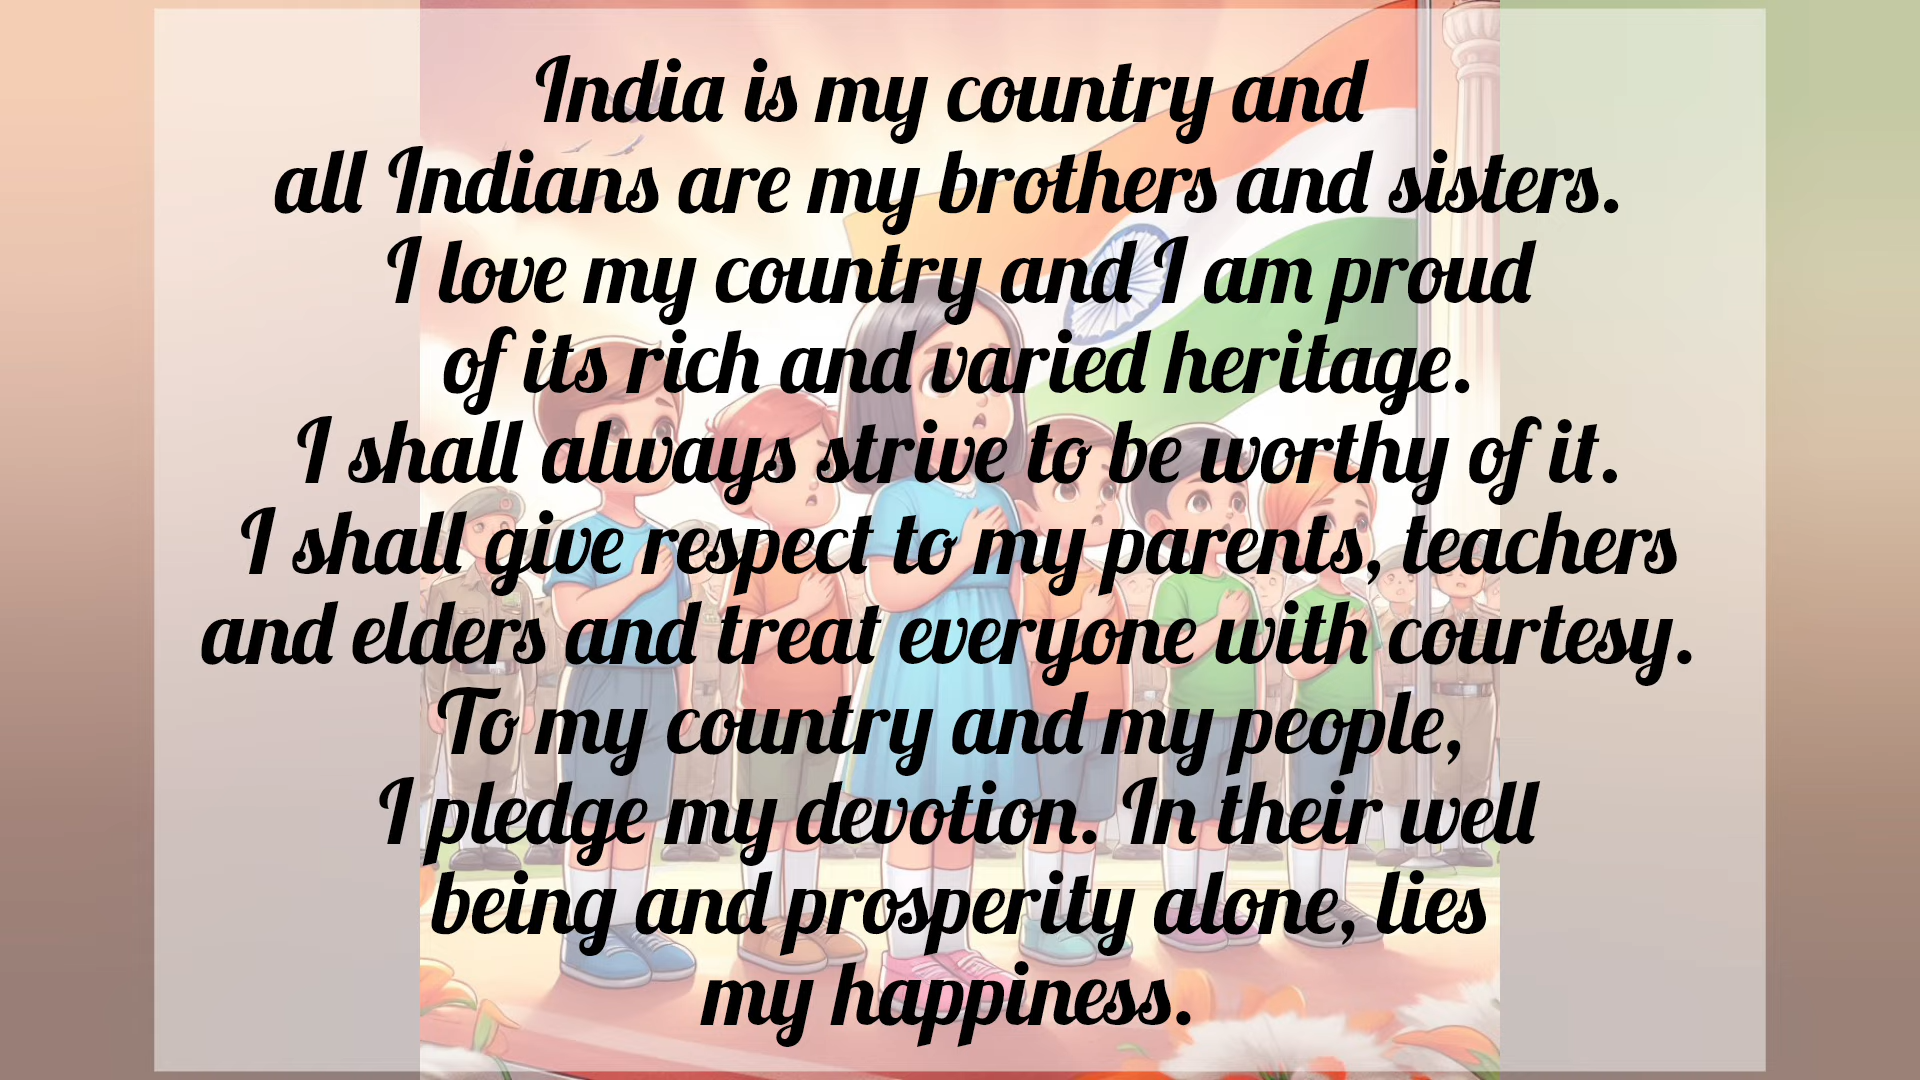 India is my country and
all Indians are my brothers and sisters.
I love my country and I am proud
of its rich and varied heritage.
I shall always strive to be worthy of it.
I shall give respect to my parents, teachers
and elders and treat everyone with courtesy.
To my country and my people,
I pledge my devotion. In their well
being and prosperity alone, lies
my happiness.